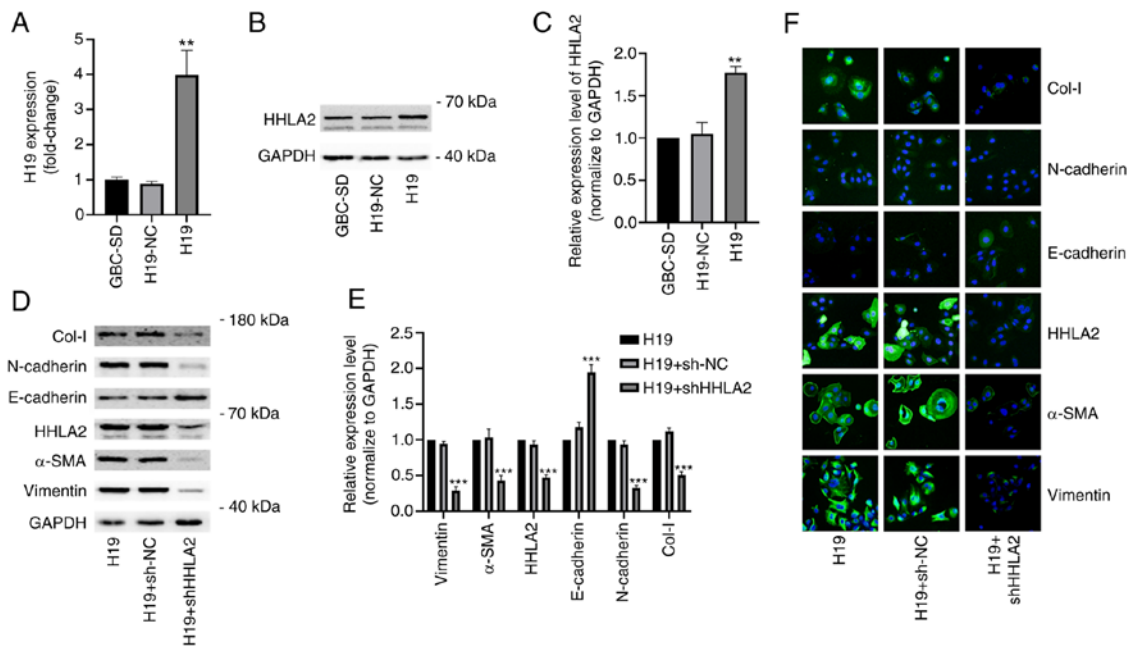 A
H19 expression
(fold-change)
5
4
3
2
1
0
**
GBC-SD
H19-NC
H19
B
HHLA2
GAPDH
- 70 kDa
- 40 kDa
GBC-SD
H19-NC
H19
C
Relative expression level of HHLA2
(normalize to GAPDH)
2.0
1.5
1.0
0.5
0.0
**
GBC-SD
H19-NC
H19
D
Col-I
N-cadherin
E-cadherin
HHLA2
α-SMA
Vimentin
GAPDH
- 180 kDa
- 70 kDa
- 40 kDa
H19
H19+sh-NC
H19+shHHLA2
E
Relative expression level
(normalize to GAPDH)
2.5
2.0
1.5
1.0
0.5
0.0
H19
H19+sh-NC
H19+shHHLA2
***
***
***
***
***
***
Vimentin
α-SMA
HHLA2
E-cadherin
N-cadherin
Col-I
F
Col-I
N-cadherin
E-cadherin
HHLA2
α-SMA
Vimentin
H19
H19+sh-NC
H19+
shHHLA2